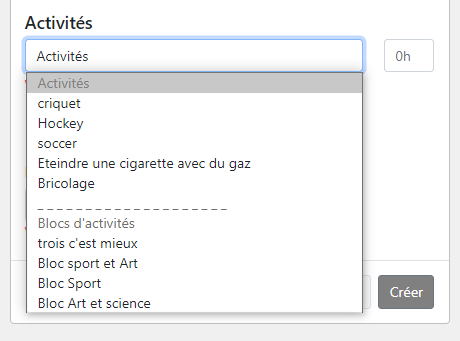 Activités
Activités
0h
Activités
criquet
Hockey
soccer
Eteindre une cigarette avec du gaz
Bricolage
_ _ _ _ _ _ _ _ _ _ _ _ _ _ _ _ _ _ _ _
Blocs d'activités
trois c'est mieux
Bloc sport et Art
Bloc Sport
Bloc Art et science
Créer